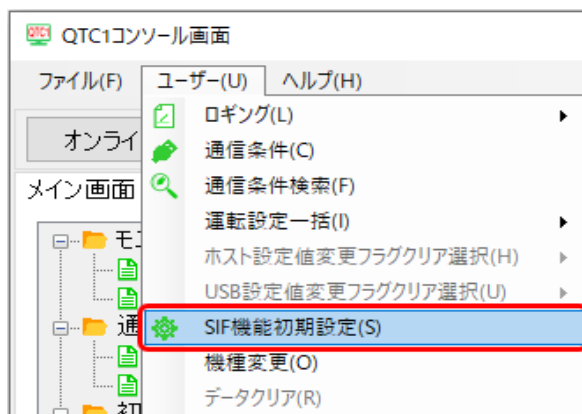 QTC1 QTC1コンソール画面
ファイル(F) ユーザー(U) ヘルプ(H)
ロギング(L)
オンライ
通信条件(C)
メイン画面
通信条件検索(F)
運転設定一括(I)
モ
ホスト設定値変更フラグクリア選択(H)
USB設定値変更フラグクリア選択(U)
通
SIF機能初期設定(S)
機種変更(O)
データクリア(R)
初